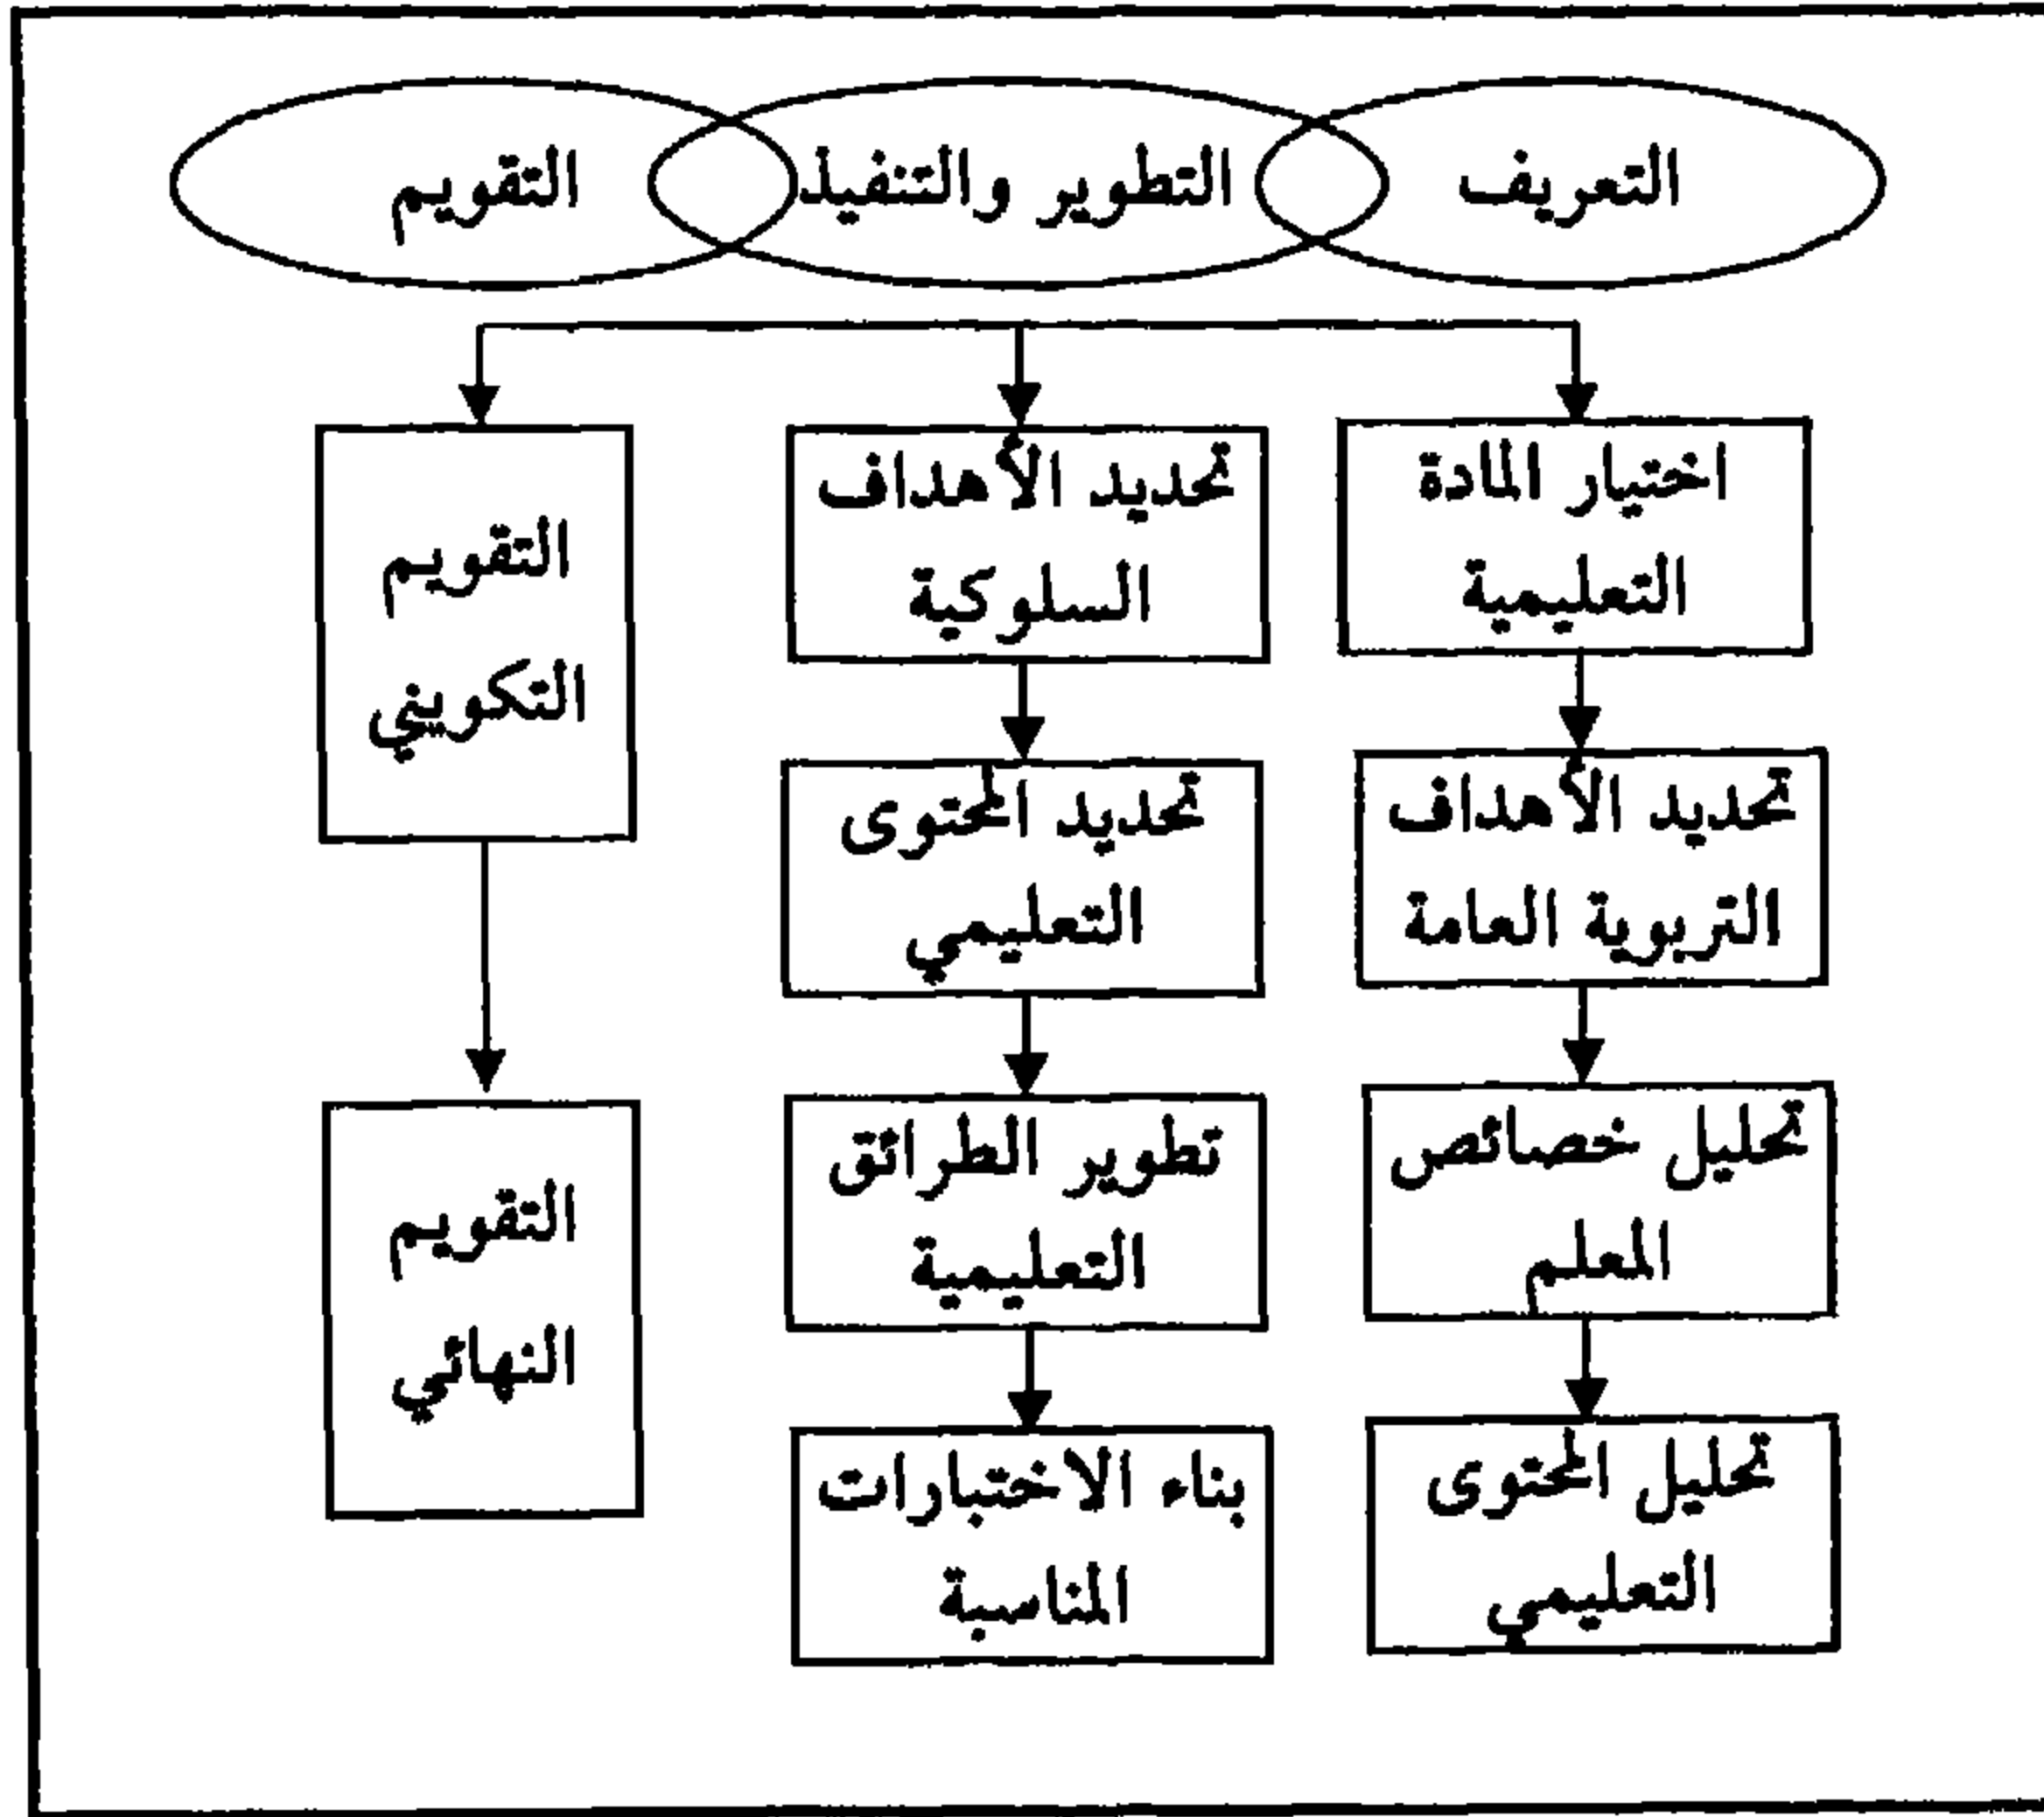 التعريف
التطوير والتنفيذ
التقويم
اختيار المادة
التعليمية
تحديد الأهداف
التربوية العامة
تحليل خصائص
المعلم
تحليل المحتوى
التعليمي
تحديد الأهداف
السلوكية
تحديد المحتوى
التعليمي
تطوير الطرائق
التعليمية
بناء الاختبارات
المناسبة
التقويم
التكويني
التقويم
النهائي